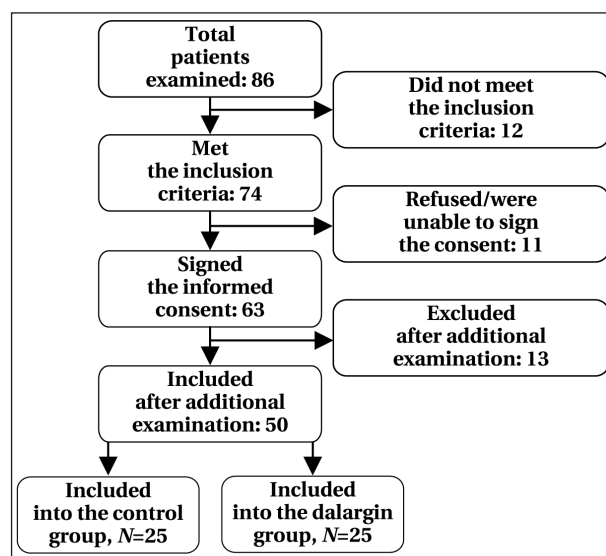 Total
patients
examined: 86
Did not meet
the inclusion
criteria: 12
Met
the inclusion
criteria: 74
Refused/were
unable to sign
the consent: 11
Signed
the informed
consent: 63
Excluded
after additional
examination: 13
Included
after additional
examination: 50
Included
into the control
group, N=25
Included
into the dalargin
group, N=25